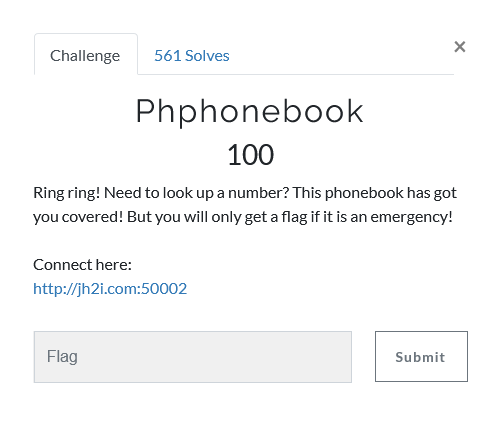 Challenge
561 Solves
×
Phphonebook
100
Ring ring! Need to look up a number? This phonebook has got
you covered! But you will only get a flag if it is an emergency!
Connect here:
http://jh2i.com:50002
Flag
Submit